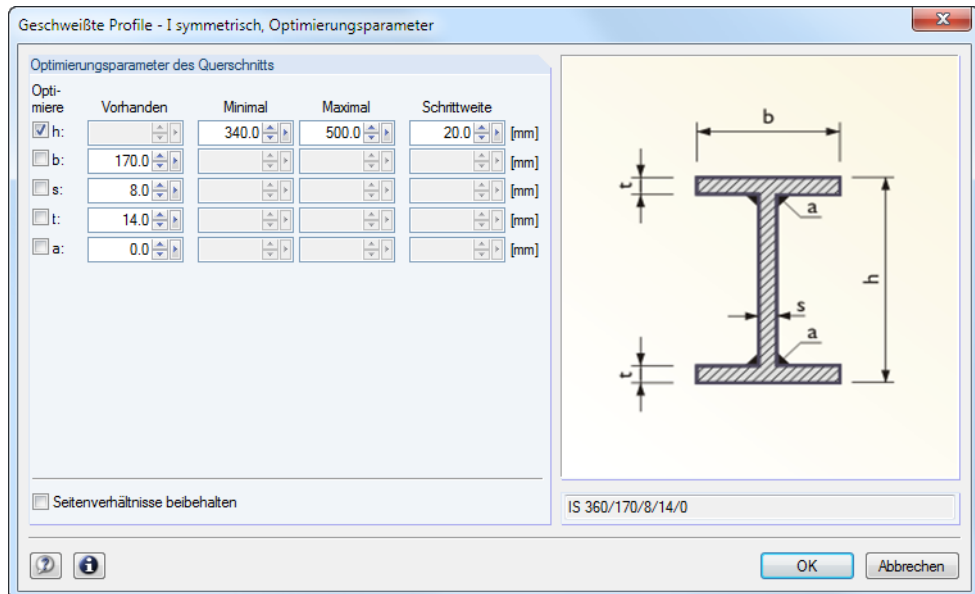 Geschweißte Profile - I symmetrisch, Optimierungsparameter
Optimierungsparameter des Querschnitts
Opti-
miere Vorhanden Minimal Maximal Schrittweite
h: 340.0 500.0 20.0 [mm]
b: 170.0 [mm]
s: 8.0 [mm]
t: 14.0 [mm]
a: 0.0 [mm]
Seitenverhältnisse beibehalten
b
t
a
h
s
a
t
IS 360/170/8/14/0
OK Abbrechen